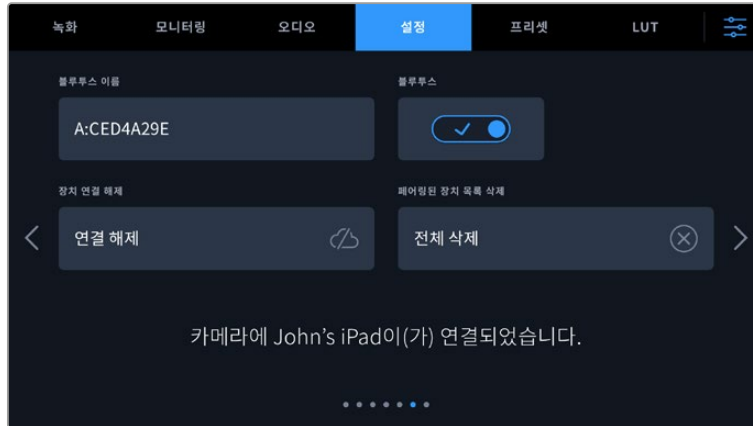 녹화 모니터링 오디오 설정 프리셋 LUT
블루투스 이름 블루투스
A:CED4A29E
장치 연결 해제 페어링된 장치 목록 삭제
연결 해제 전체 삭제
카메라에 John's iPad이(가) 연결되었습니다.